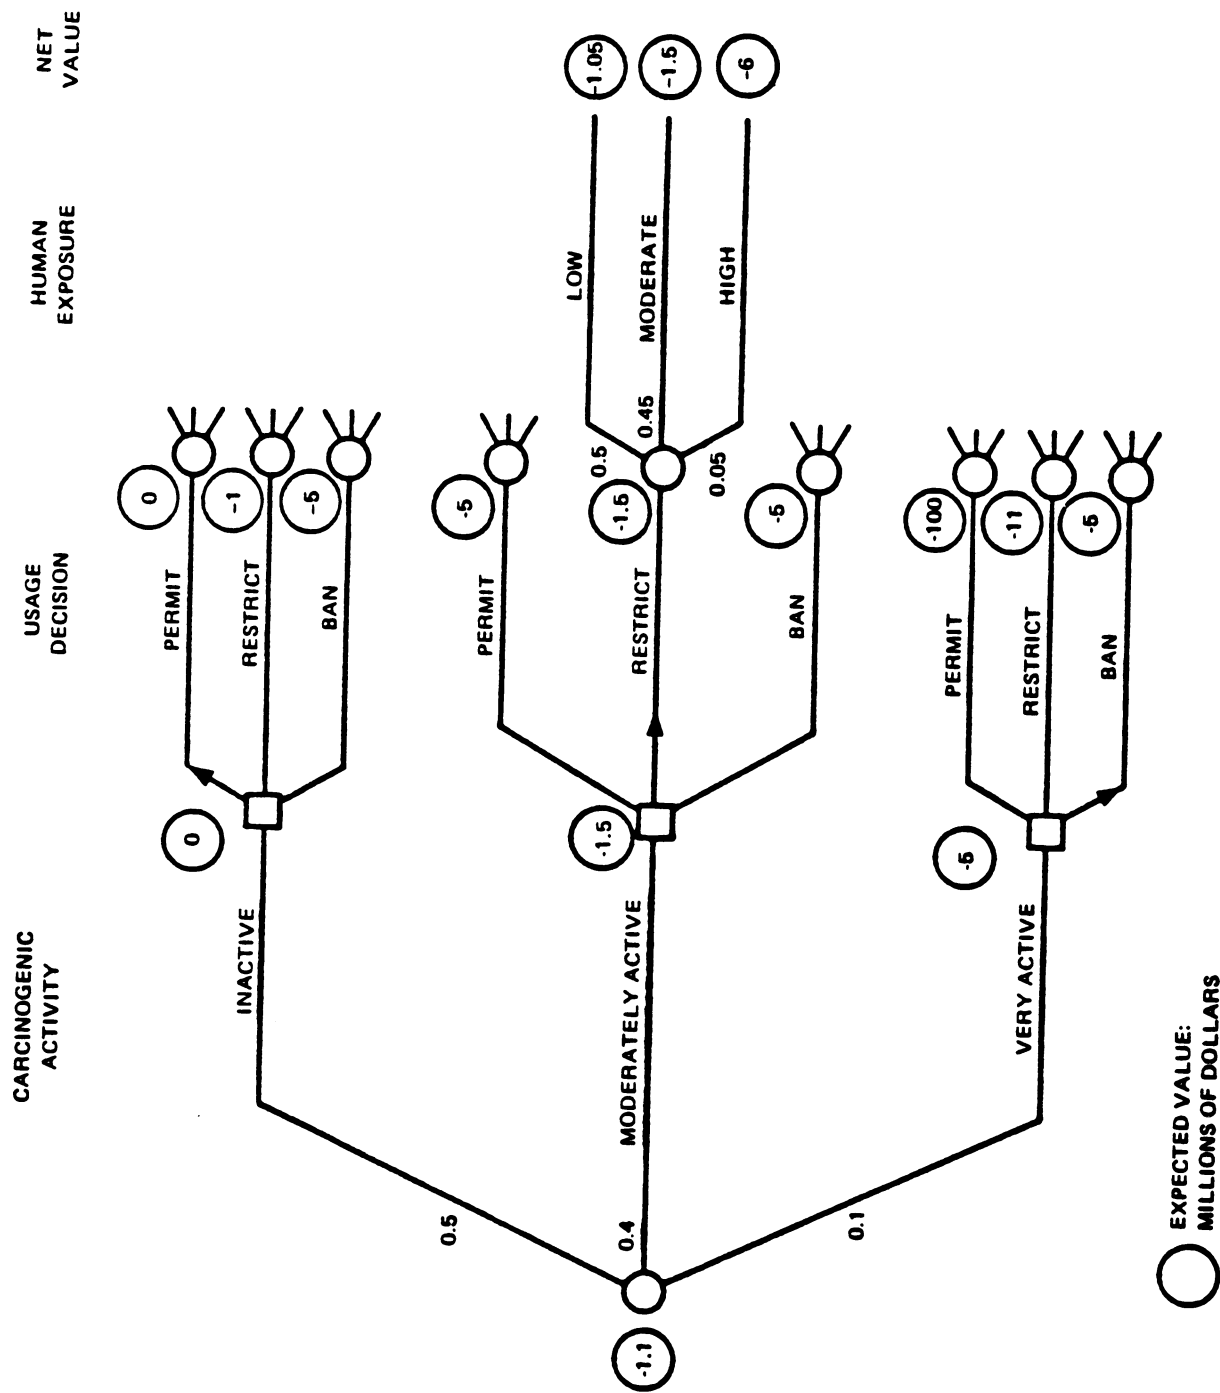 CARCINOGENIC
ACTIVITY
USAGE
DECISION
HUMAN
EXPOSURE
NET
VALUE
INACTIVE
0
PERMIT
0
RESTRICT
-1
BAN
-5
0.5
MODERATELY ACTIVE
0.4
-1.1
-1.5
PERMIT
-5
RESTRICT
-1.5
BAN
-5
0.5
LOW
-1.05
0.45
MODERATE
-1.5
0.05
HIGH
-6
0.1
VERY ACTIVE
-5
PERMIT
-100
RESTRICT
-11
BAN
-5
EXPECTED VALUE:
MILLIONS OF DOLLARS